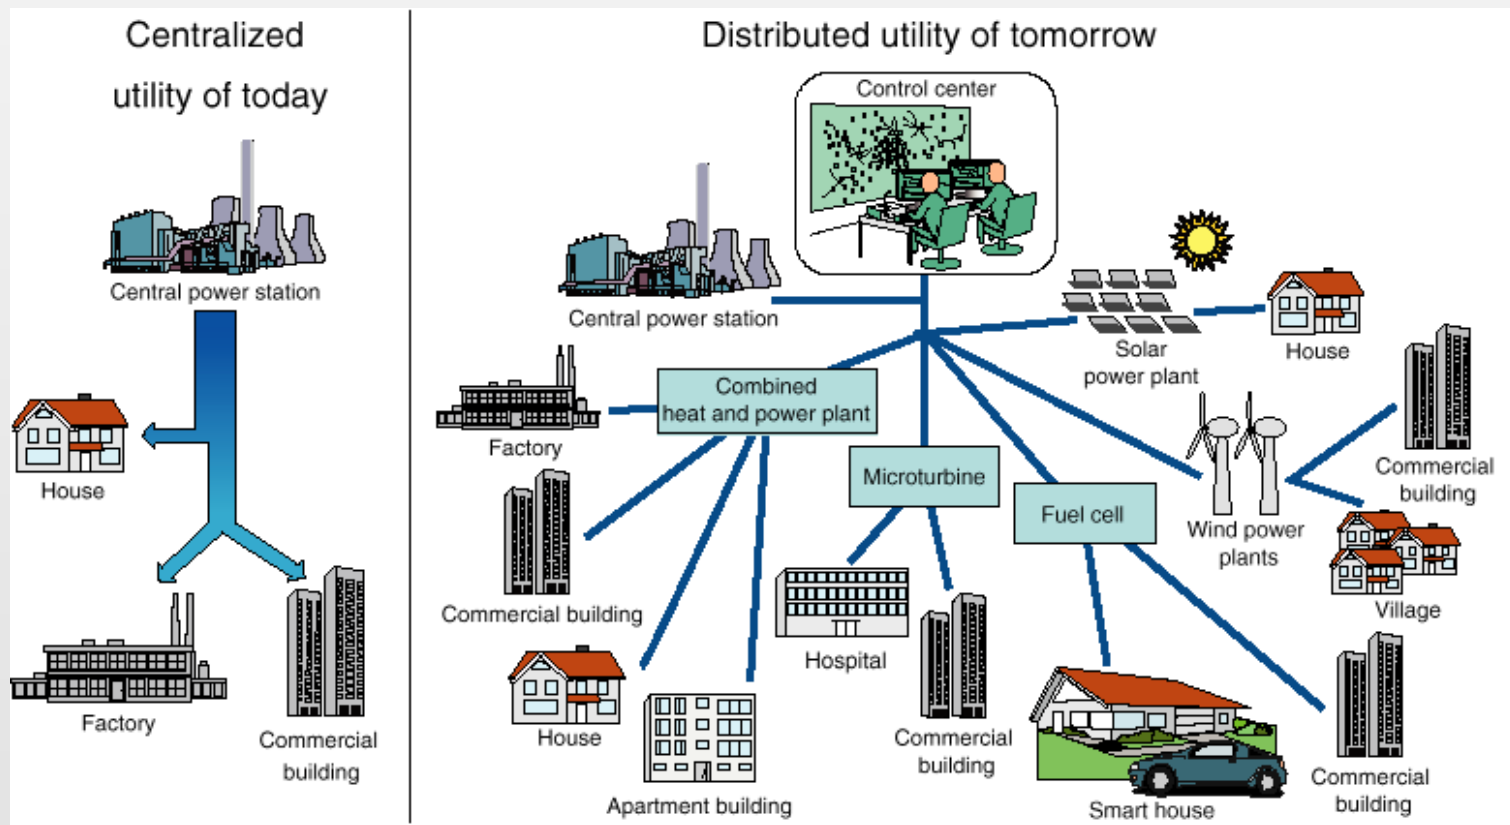 Centralized
utility of today
Central power station
House
Factory
Commercial
building
Distributed utility of tomorrow
Control center
Central power station
Solar
power plant
House
Combined
heat and power plant
Factory
Commercial
building
Microturbine
Fuel cell
Wind power
plants
Village
Commercial building
Hospital
House
Commercial
building
Apartment building
Smart house
Commercial
building